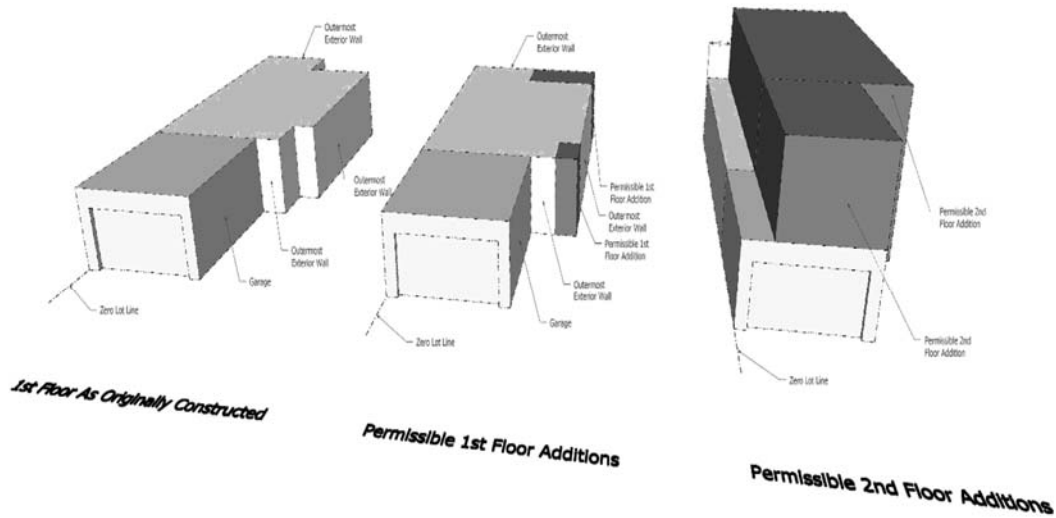 Outermost
Exterior Wall
Outermost
Exterior Wall
Outermost
Exterior Wall
Garage
Zero Lot Line
1st Floor As Originally Constructed
Outermost
Exterior Wall
Permissible 1st
Floor Addition
Outermost
Exterior Wall
Permissible 1st
Floor Addition
Outermost
Exterior Wall
Garage
Zero Lot Line
Permissible 1st Floor Additions
Permissible 2nd
Floor Addition
Permissible 2nd
Floor Addition
Zero Lot Line
Permissible 2nd Floor Additions